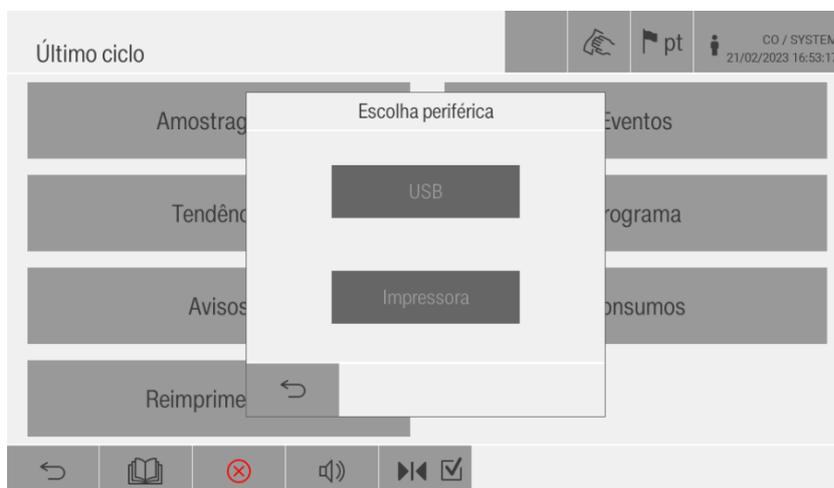 Último ciclo
pt
CO / SYSTEM
21/02/2023 16:53:17
Amostrag
Escolha periférica
Eventos
USB
Tendênc
rograma
Impressora
Avisos
onsumos
Reimprime